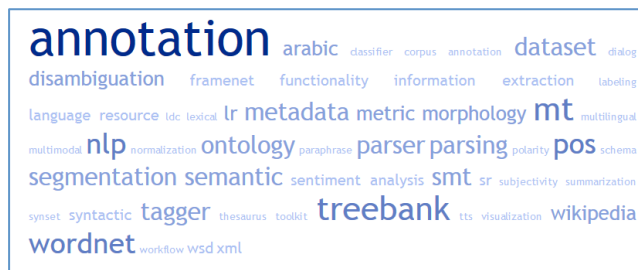 annotation arabic classifier corpus annotation dataset dialog
disambiguation framenet functionality information extraction labeling
language resource ldc lexical lr metadata metric morphology mt multilingual
multimodal nlp normalization ontology paraphrase parser parsing polarity pos schema
segmentation semantic sentiment analysis smt sr subjectivity summarization
synset syntactic tagger thesaurus toolkit treebank tts visualization wikipedia
wordnet workflow wsd xml